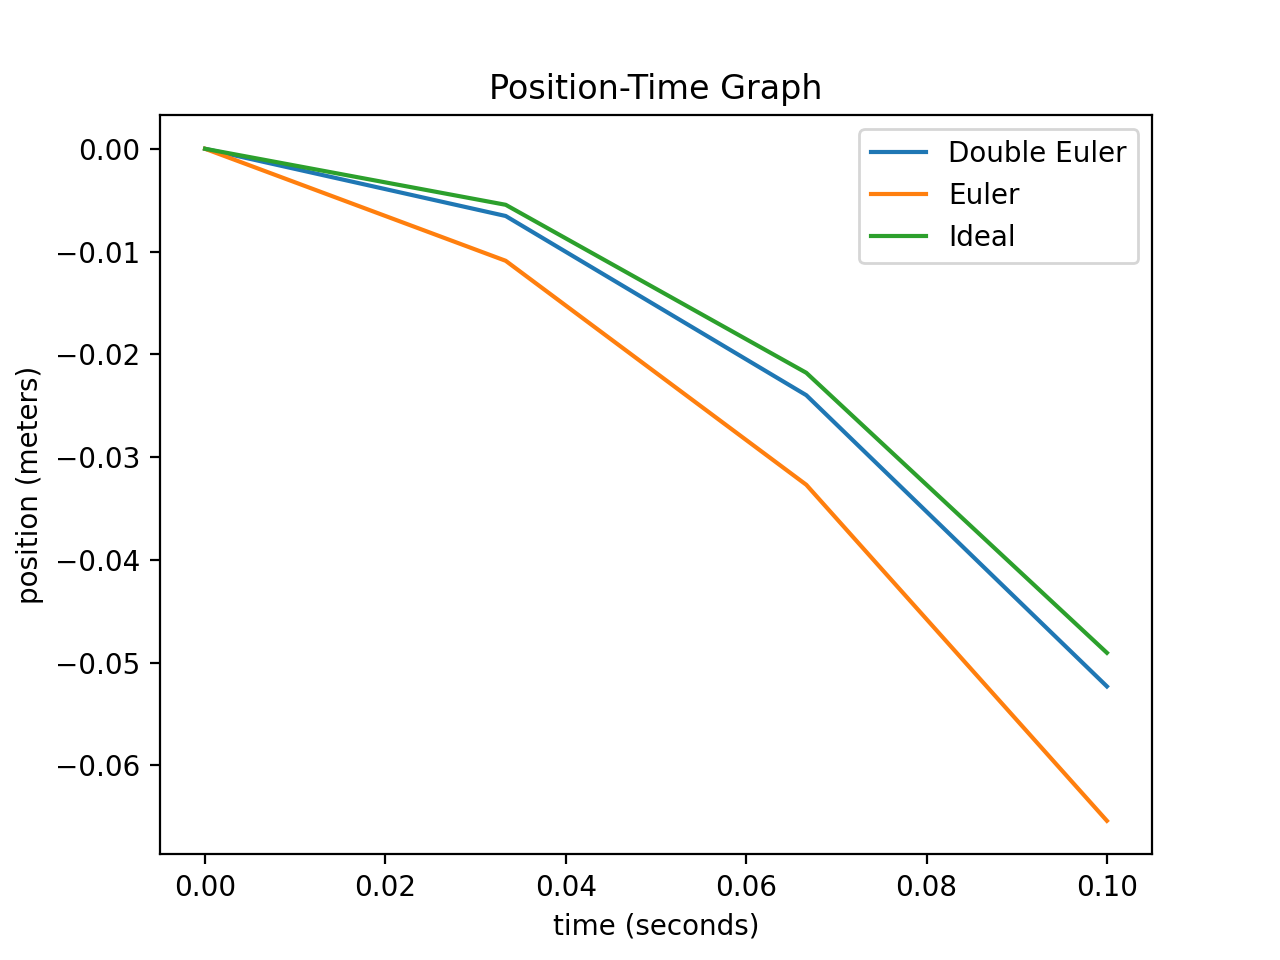 Position-Time Graph
Double Euler
Euler
Ideal
position (meters)
0.00
−0.01
−0.02
−0.03
−0.04
−0.05
−0.06
0.00 0.02 0.04 0.06 0.08 0.10
time (seconds)